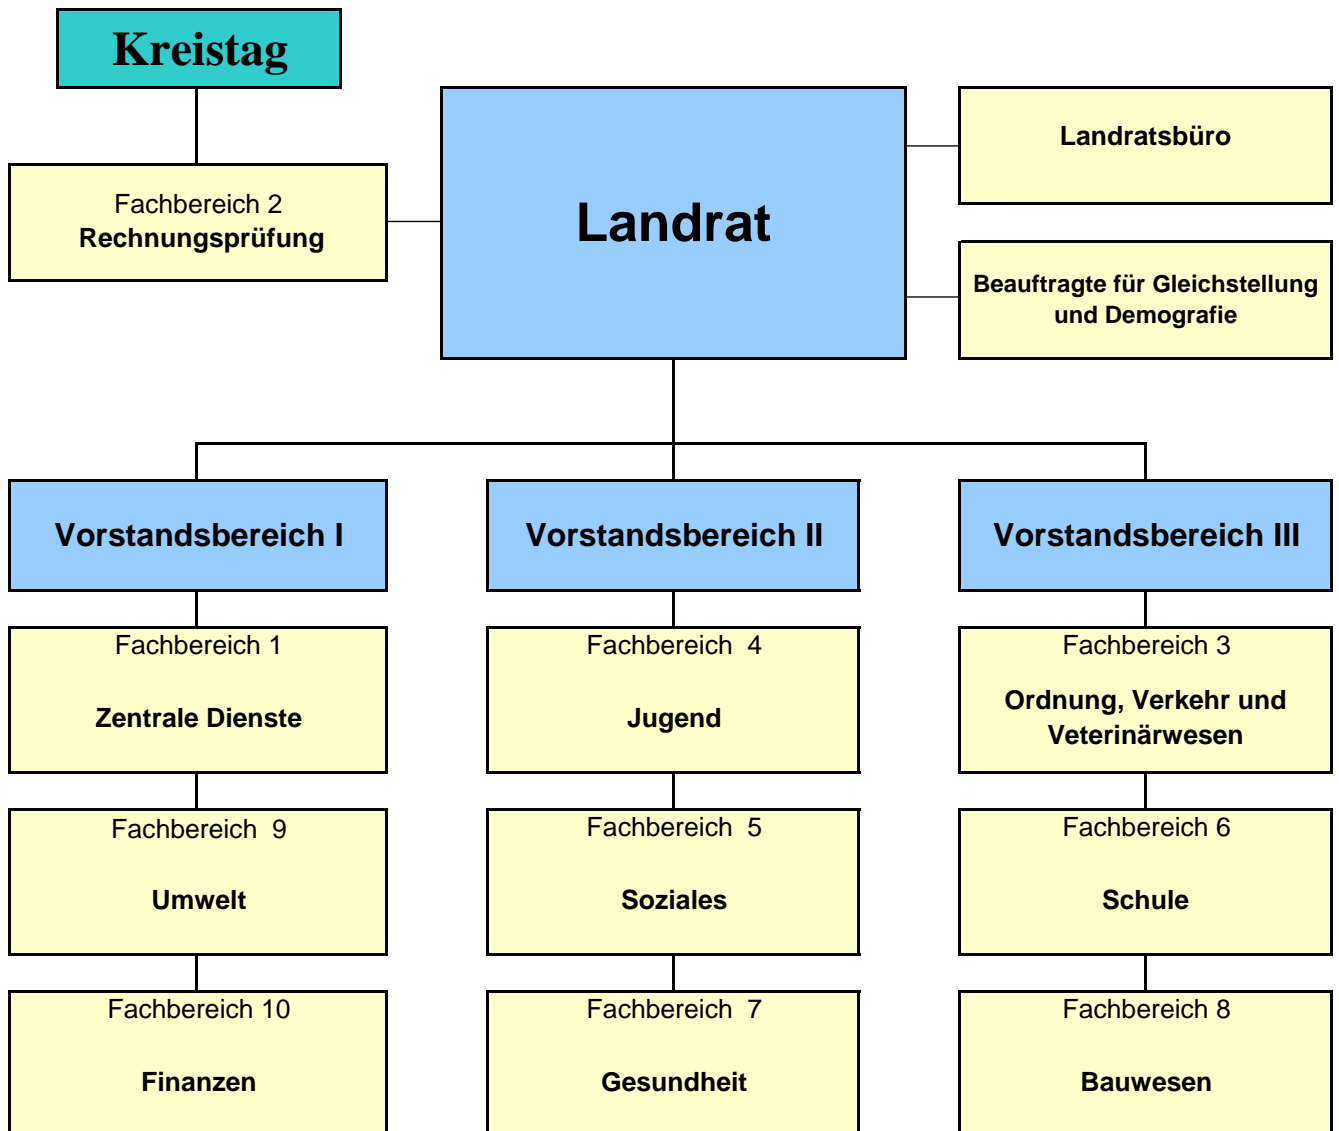 Kreistag
Landratsbüro
Fachbereich 2
Rechnungsprüfung
Landrat
Beauftragte für Gleichstellung
und Demografie
Vorstandsbereich I
Vorstandsbereich II
Vorstandsbereich III
Fachbereich 1
Zentrale Dienste
Fachbereich 4
Jugend
Fachbereich 3
Ordnung, Verkehr und
Veterinärwesen
Fachbereich 9
Umwelt
Fachbereich 5
Soziales
Fachbereich 6
Schule
Fachbereich 10
Finanzen
Fachbereich 7
Gesundheit
Fachbereich 8
Bauwesen